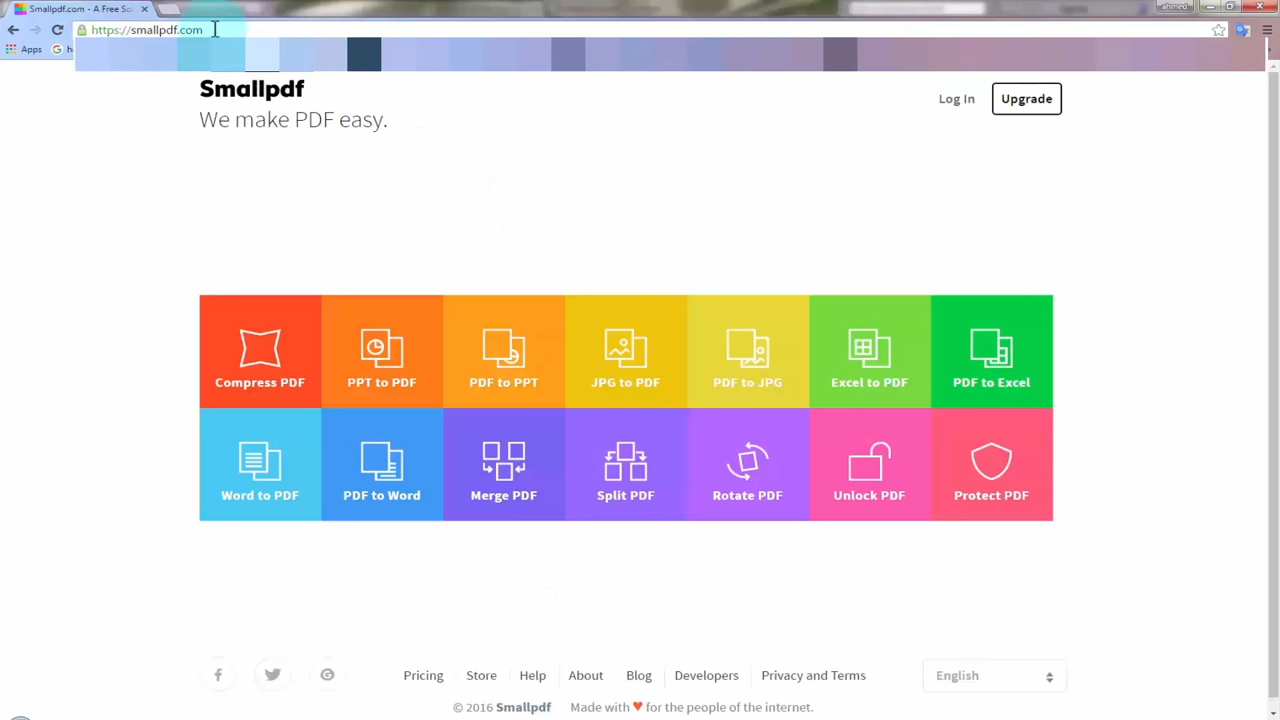 Smallpdf.com - A Free So
ahmed
https://smallpdf.com
Apps
Smallpdf
We make PDF easy.
Log In
Upgrade
Compress PDF
PPT to PDF
PDF to PPT
JPG to PDF
PDF to JPG
Excel to PDF
PDF to Excel
Word to PDF
PDF to Word
Merge PDF
Split PDF
Rotate PDF
Unlock PDF
Protect PDF
Pricing
Store
Help
About
Blog
Developers
Privacy and Terms
English
© 2016 Smallpdf
Made with ♥ for the people of the internet.